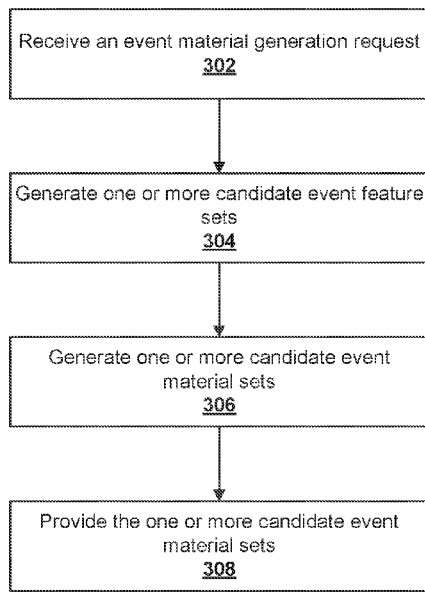 Receive an event material generation request
302
Generate one or more candidate event feature
sets
304
Generate one or more candidate event
material sets
306
Provide the one or more candidate event
material sets
308